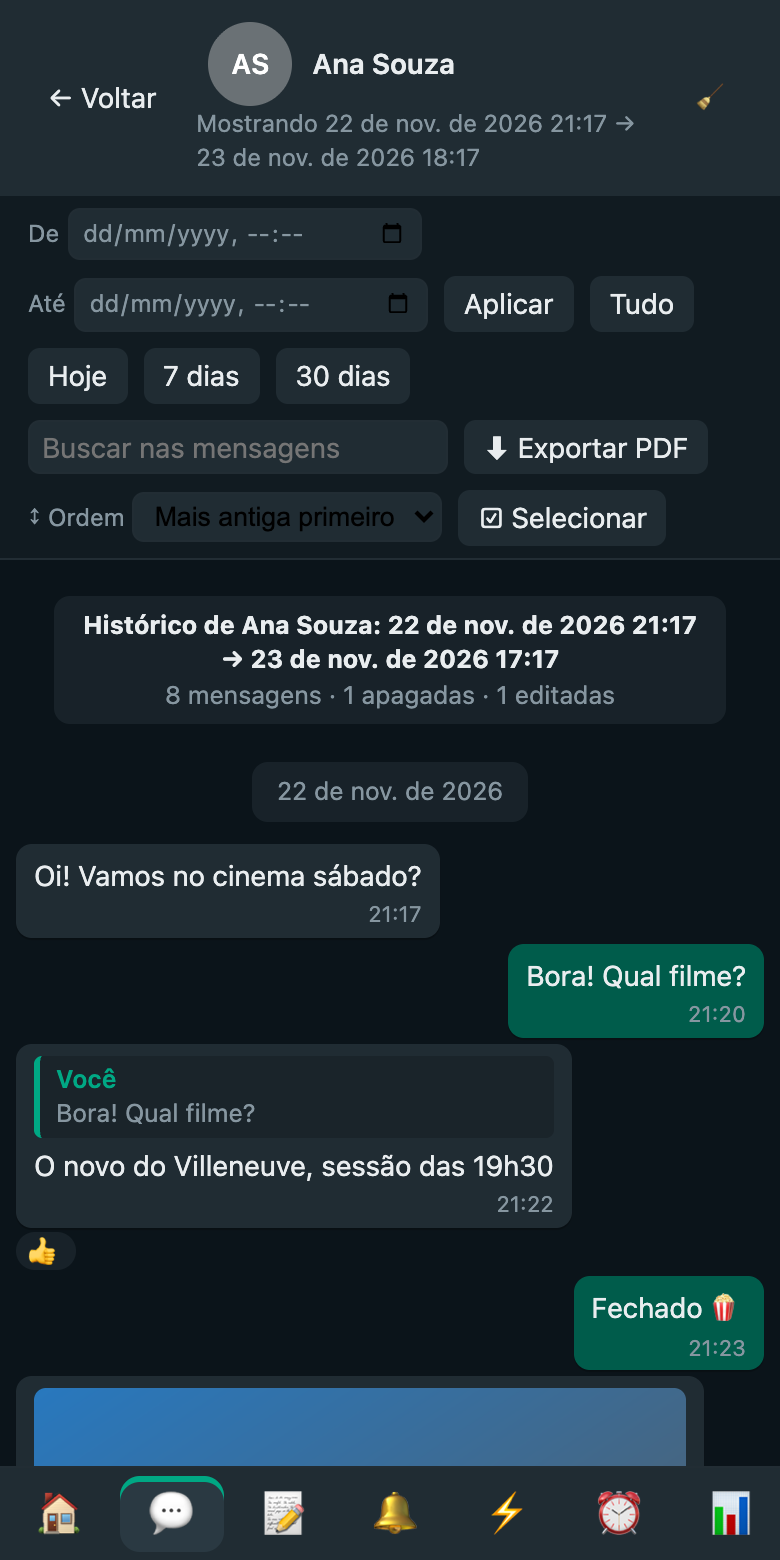 ← Voltar
AS
Ana Souza
Mostrando 22 de nov. de 2026 21:17 →
23 de nov. de 2026 18:17
De dd/mm/yyyy, --:--
Até dd/mm/yyyy, --:-- Aplicar Tudo
Hoje 7 dias 30 dias
Buscar nas mensagens ⬇ Exportar PDF
↕ Ordem Mais antiga primeiro ☑ Selecionar
Histórico de Ana Souza: 22 de nov. de 2026 21:17
→ 23 de nov. de 2026 17:17
8 mensagens · 1 apagadas · 1 editadas
22 de nov. de 2026
Oi! Vamos no cinema sábado?
21:17
Bora! Qual filme?
21:20
Você
Bora! Qual filme?
O novo do Villeneuve, sessão das 19h30
21:22
👍
Fechado 🍿
21:23